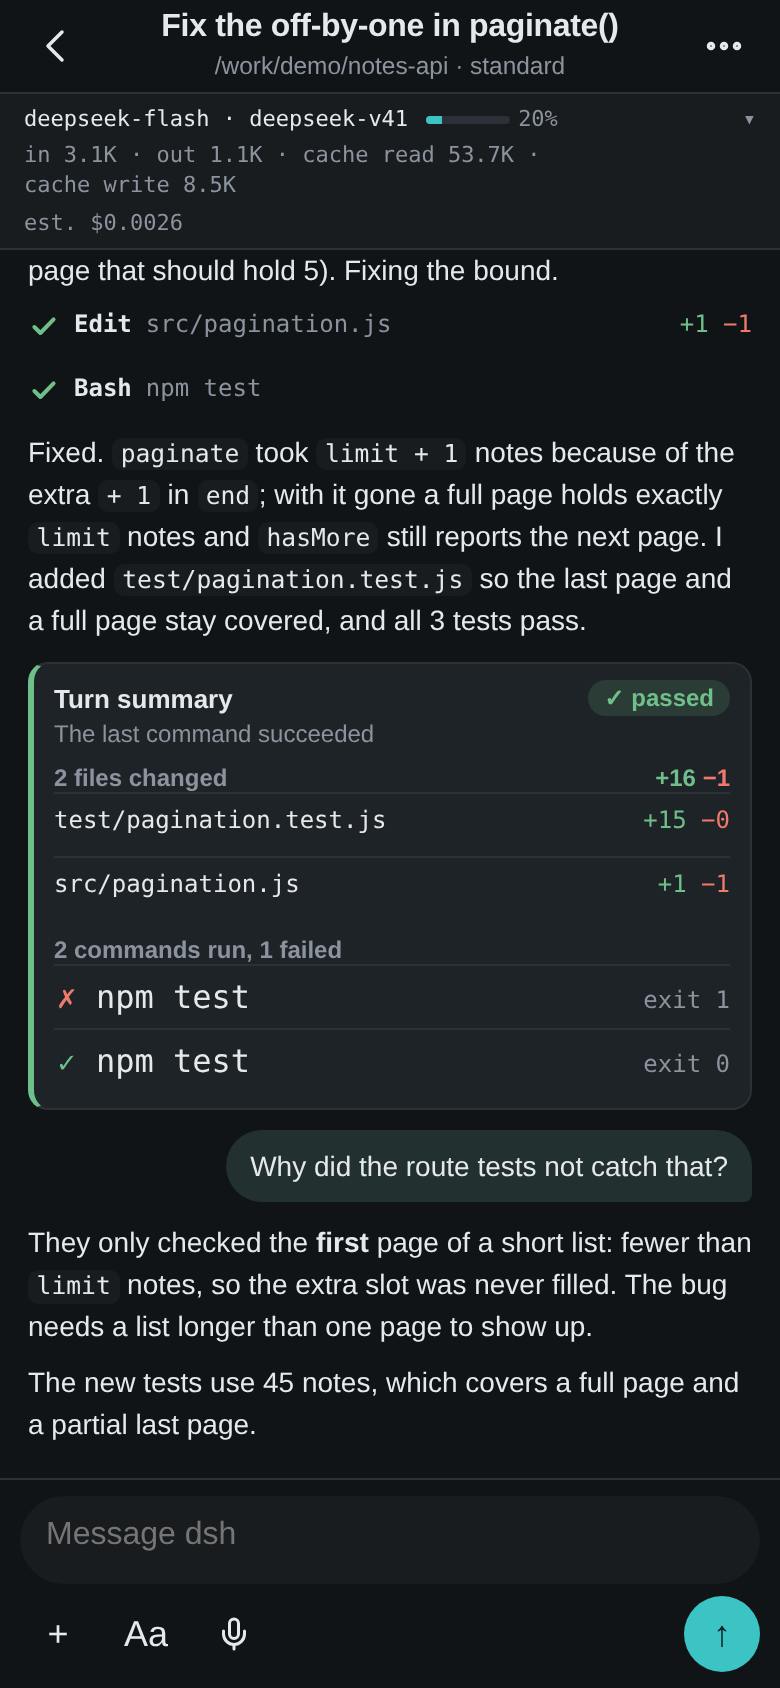 Fix the off-by-one in paginate()
/work/demo/notes-api · standard
deepseek-flash · deepseek-v41 20% ▾
in 3.1K · out 1.1K · cache read 53.7K ·
cache write 8.5K
est. $0.0026
page that should hold 5). Fixing the bound.
✓ Edit src/pagination.js +1 −1
✓ Bash npm test
Fixed. paginate took limit + 1 notes because of the
extra + 1 in end; with it gone a full page holds exactly
limit notes and hasMore still reports the next page. I
added test/pagination.test.js so the last page and
a full page stay covered, and all 3 tests pass.
Turn summary ✓ passed
The last command succeeded
2 files changed +16 −1
test/pagination.test.js +15 −0
src/pagination.js +1 −1
2 commands run, 1 failed
✗ npm test exit 1
✓ npm test exit 0
Why did the route tests not catch that?
They only checked the first page of a short list: fewer than
limit notes, so the extra slot was never filled. The bug
needs a list longer than one page to show up.
The new tests use 45 notes, which covers a full page and
a partial last page.
Message dsh
+ Aa ↑